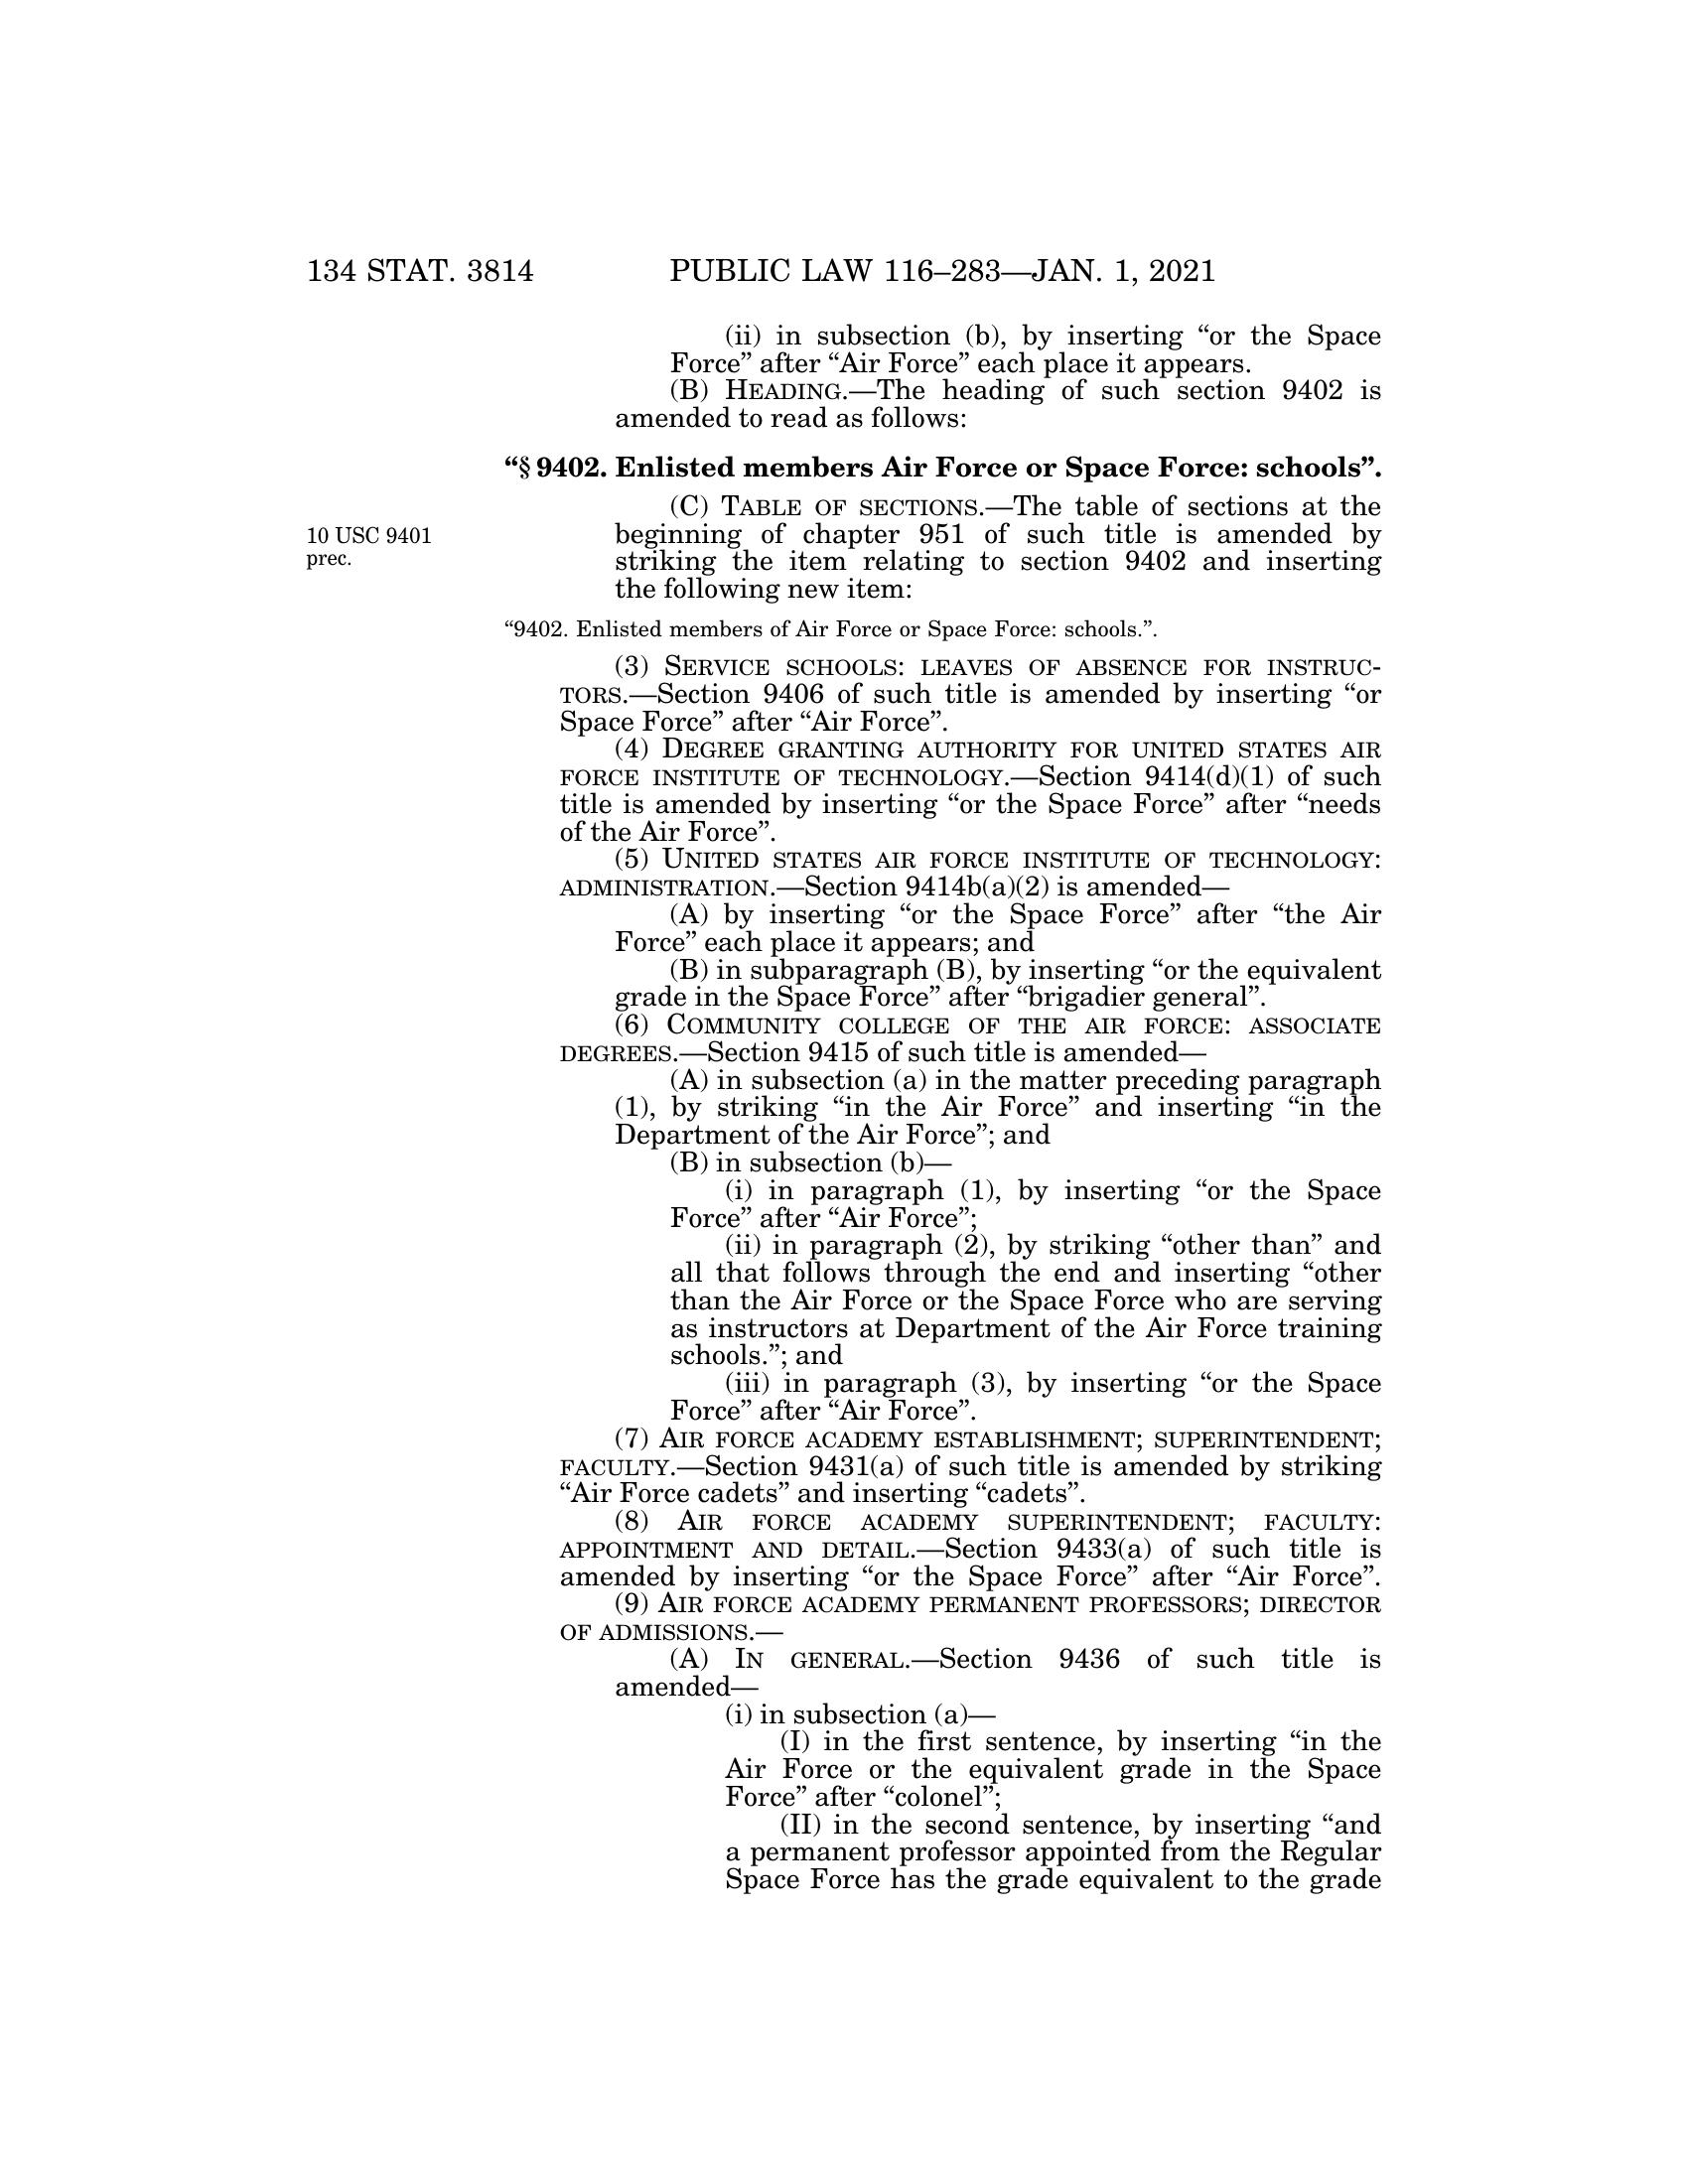 134 STAT. 3814 PUBLIC LAW 116–283—JAN. 1, 2021
(ii) in subsection (b), by inserting “or the Space
Force” after “Air Force” each place it appears.
(B) HEADING.—The heading of such section 9402 is
amended to read as follows:
“§ 9402. Enlisted members Air Force or Space Force: schools”.
(C) TABLE OF SECTIONS.—The table of sections at the
10 USC 9401
prec.
beginning of chapter 951 of such title is amended by
striking the item relating to section 9402 and inserting
the following new item:
“9402. Enlisted members of Air Force or Space Force: schools.”.
(3) SERVICE SCHOOLS: LEAVES OF ABSENCE FOR INSTRUC-
TORS.—Section 9406 of such title is amended by inserting “or
Space Force” after “Air Force”.
(4) DEGREE GRANTING AUTHORITY FOR UNITED STATES AIR
FORCE INSTITUTE OF TECHNOLOGY.—Section 9414(d)(1) of such
title is amended by inserting “or the Space Force” after “needs
of the Air Force”.
(5) UNITED STATES AIR FORCE INSTITUTE OF TECHNOLOGY:
ADMINISTRATION.—Section 9414b(a)(2) is amended—
(A) by inserting “or the Space Force” after “the Air
Force” each place it appears; and
(B) in subparagraph (B), by inserting “or the equivalent
grade in the Space Force” after “brigadier general”.
(6) COMMUNITY COLLEGE OF THE AIR FORCE: ASSOCIATE
DEGREES.—Section 9415 of such title is amended—
(A) in subsection (a) in the matter preceding paragraph
(1), by striking “in the Air Force” and inserting “in the
Department of the Air Force”; and
(B) in subsection (b)—
(i) in paragraph (1), by inserting “or the Space
Force” after “Air Force”;
(ii) in paragraph (2), by striking “other than” and
all that follows through the end and inserting “other
than the Air Force or the Space Force who are serving
as instructors at Department of the Air Force training
schools.”; and
(iii) in paragraph (3), by inserting “or the Space
Force” after “Air Force”.
(7) AIR FORCE ACADEMY ESTABLISHMENT; SUPERINTENDENT;
FACULTY.—Section 9431(a) of such title is amended by striking
“Air Force cadets” and inserting “cadets”.
(8) AIR FORCE ACADEMY SUPERINTENDENT; FACULTY:
APPOINTMENT AND DETAIL.—Section 9433(a) of such title is
amended by inserting “or the Space Force” after “Air Force”.
(9) AIR FORCE ACADEMY PERMANENT PROFESSORS; DIRECTOR
OF ADMISSIONS.—
(A) IN GENERAL.—Section 9436 of such title is
amended—
(i) in subsection (a)—
(I) in the first sentence, by inserting “in the
Air Force or the equivalent grade in the Space
Force” after “colonel”;
(II) in the second sentence, by inserting “and
a permanent professor appointed from the Regular
Space Force has the grade equivalent to the grade